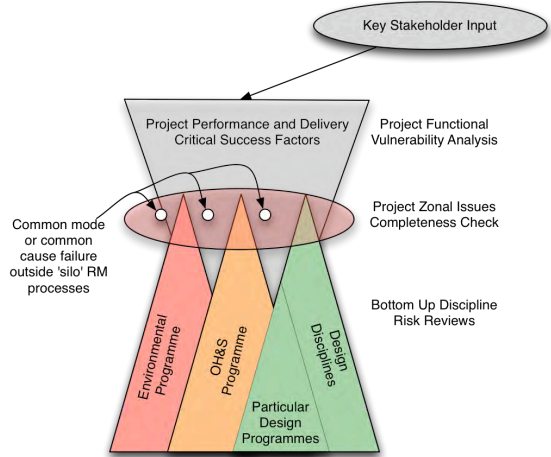 Key Stakeholder Input
Project Performance and Delivery
Critical Success Factors
Project Functional
Vulnerability Analysis
Project Zonal Issues
Completeness Check
Common mode
or common
cause failure
outside 'silo' RM
processes
Bottom Up Discipline
Risk Reviews
Environmental
Programme
OH&S
Programme
Design
Disciplines
Particular
Design
Programmes